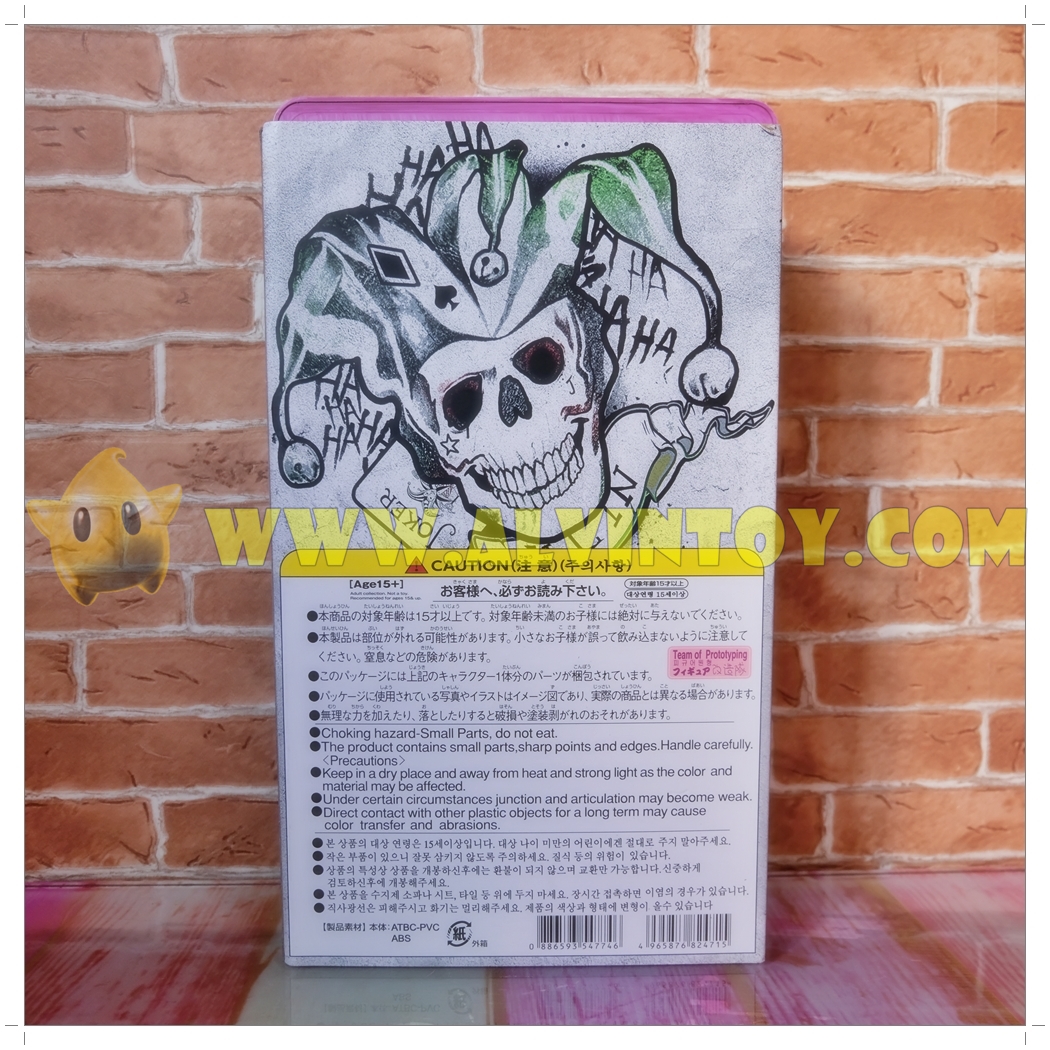 HA HA HA
HA
HA
HA HA
HA
HA
HAHA
JOKER
WWW.ALVINTOY.COM
CAUTION(注 意)(주의사항)
[Age15+]
Adult collection. Not a toy.
Recommended for ages 15& up.
お客様へ、必ずお読み下さい。
対象年齢15才以上
대상연령 15세이상
●本商品の対象年齢は15才以上です。対象年齢未満のお子様には絶対に与えないでください。
●本製品は部位が外れる可能性があります。小さなお子様が誤って飲み込まないように注意して
ください。窒息などの危険があります。
Team of Prototyping
피규어원형
フィギュア
●このパッケージには上記のキャラクター1体分のパーツが梱包されています。
●パッケージに使用されている写真やイラストはイメージ図であり、実際の商品とは異なる場合があります。
●無理な力を加えたり、落としたりすると破損や塗装剥がれのおそれがあります。
●Choking hazard-Small Parts, do not eat.
●The product contains small parts,sharp points and edges.Handle carefully.
〈Precautions〉
●Keep in a dry place and away from heat and strong light as the color and
material may be affected.
●Under certain circumstances junction and articulation may become weak.
●Direct contact with other plastic objects for a long term may cause
color transfer and abrasions.
●본 상품의 대상 연령은 15세이상입니다. 대상 나이 미만의 어린이에겐 절대로 주지 말아주세요.
●작은 부품이 있으니 잘못 삼키지 않도록 주의하세요. 질식 등의 위험이 있습니다.
●상품의 특성상 상품을 개봉하신후에는 환불이 되지 않으며 교환만 가능합니다.신중하게
검토하신후에 개봉해주세요.
●본 상품을 수지제 소파나 시트, 타일 등 위에 두지 마세요. 장시간 접촉하면 이염의 경우가 있습니다.
●직사광선은 피해주시고 화기는 멀리해주세요. 제품의 색상과 형태에 변형이 올수 있습니다
【製品素材】本体:ATBC-PVC
ABS
紙
外箱
0 886593 547746
4 965876 824715